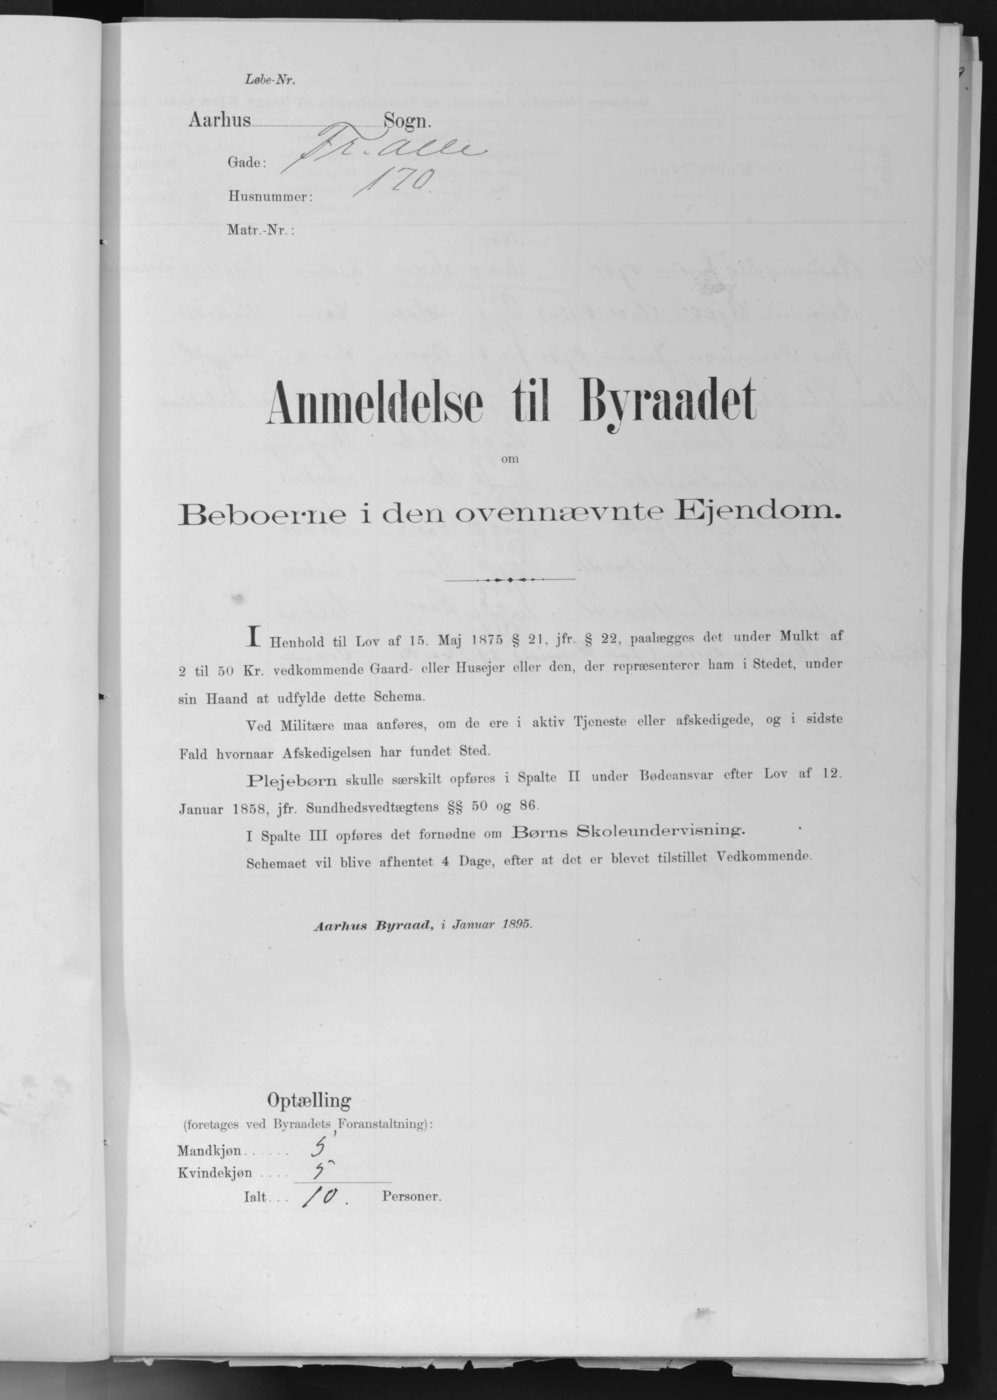 Løbe-Nr.
Aarhus Sogn.
Gade: Fr. alle
Husnummer: 170.
Matr.-Nr.:
Anmeldelse til Byraadet
om
Beboerne i den ovennævnte Ejendom.
I Henhold til Lov af 15. Maj 1875 § 21, jfr. § 22, paalægges det under Mulkt af
2 til 50 Kr. vedkommende Gaard- eller Husejer eller den, der repræsenterer ham i Stedet, under
sin Haand at udfylde dette Schema.
Ved Militære maa anføres, om de ere i aktiv Tjeneste eller afskedigede, og i sidste
Fald hvornaar Afskedigelsen har fundet Sted.
Plejebørn skulle særskilt opføres i Spalte II under Bødeansvar efter Lov af 12.
Januar 1858, jfr. Sundhedsvedtægtens §§ 50 og 86.
I Spalte III opføres det fornødne om Børns Skoleundervisning.
Schemaet vil blive afhentet 4 Dage, efter at det er blevet tilstillet Vedkommende.
Aarhus Byraad, i Januar 1895.
Optælling
(foretages ved Byraadets Foranstaltning):
Mandkjøn...... 5
Kvindekjøn.... 5
Ialt... 10. Personer.